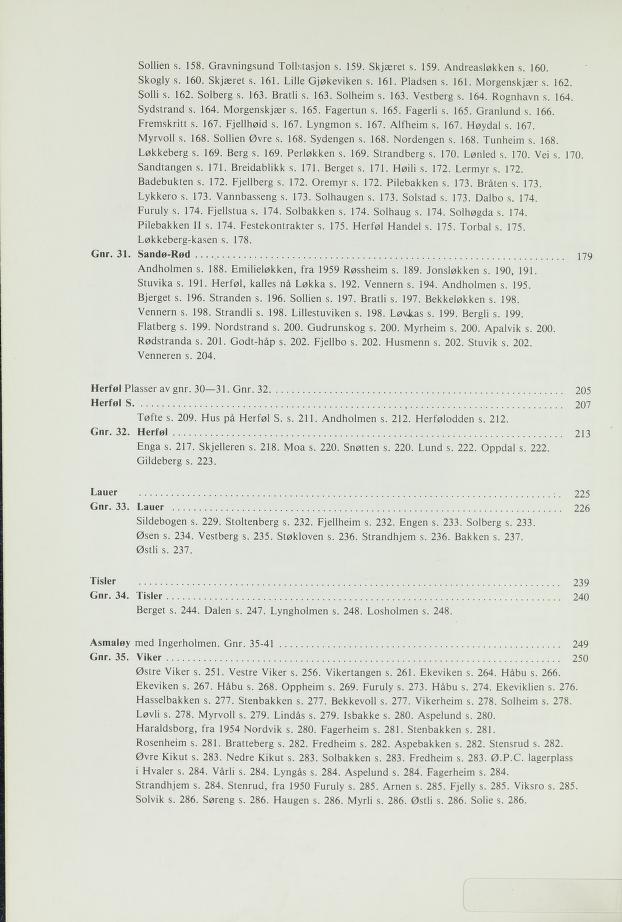 Sollien s. 158. Gravningsund Tollstasjon s. 159. Skjæret s. 159. Andreasløkken s. 160.
Skogly s. 160. Skjæret s. 161. Lille Gjøkeviken s. 161. Pladsen s. 161. Morgenskjær s. 162.
Solli s. 162. Solberg s. 163. Bratli s. 163. Solheim s. 163. Vestberg s. 164. Rognhavn s. 164.
Sydstrand s. 164. Morgenskjær s. 165. Fagertun s. 165. Fagerli s. 165. Granlund s. 166.
Fremskritt s. 167. Fjellhøid s. 167. Lyngmon s. 167. Alfheim s. 167. Høydal s. 167.
Myrvoll s. 168. Sollien Øvre s. 168. Sydengen s. 168. Nordengen s. 168. Tunheim s. 168.
Løkkeberg s. 169. Berg s. 169. Perløkken s. 169. Strandberg s. 170. Lønled s. 170. Vei s. 170.
Sandtangen s. 171. Breidablikk s. 171. Berget s. 171. Høili s. 172. Lermyr s. 172.
Badebukten s. 172. Fjellberg s. 172. Oremyr s. 172. Pilebakken s. 173. Bråten s. 173.
Lykkero s. 173. Vannbasseng s. 173. Solhaugen s. 173. Solstad s. 173. Dalbo s. 174.
Furuly s. 174. Fjellstua s. 174. Solbakken s. 174. Solhaug s. 174. Solhøgda s. 174.
Pilebakken II s. 174. Festekontrakter s. 175. Herføl Handel s. 175. Torbal s. 175.
Løkkeberg-kasen s. 178.
Gnr. 31. Sandø-Rød ........................................ 179
Andholmen s. 188. Emilieløkken, fra 1959 Røssheim s. 189. Jonsløkken s. 190, 191.
Stuvika s. 191. Herføl, kalles nå Løkka s. 192. Vennern s. 194. Andholmen s. 195.
Bjerget s. 196. Stranden s. 196. Sollien s. 197. Bratli s. 197. Bekkeløkken s. 198.
Vennern s. 198. Strandli s. 198. Lillestuviken s. 198. Løvkas s. 199. Bergli s. 199.
Flatberg s. 199. Nordstrand s. 200. Gudrunskog s. 200. Myrheim s. 200. Apalvik s. 200.
Rødstranda s. 201. Godt-håp s. 202. Fjellbo s. 202. Husmenn s. 202. Stuvik s. 202.
Venneren s. 204.
Herføl Plasser av gnr. 30—31. Gnr. 32. ........................................ 205
Herføl S. ........................................ 207
Tøfte s. 209. Hus på Herføl S. s. 211. Andholmen s. 212. Herfølodden s. 212.
Gnr. 32. Herføl ........................................ 213
Enga s. 217. Skjelleren s. 218. Moa s. 220. Snøtten s. 220. Lund s. 222. Oppdal s. 222.
Gildeberg s. 223.
Lauer ........................................ 225
Gnr. 33. Lauer ........................................ 226
Sildebogen s. 229. Stoltenberg s. 232. Fjellheim s. 232. Engen s. 233. Solberg s. 233.
Øsen s. 234. Vestberg s. 235. Støkloven s. 236. Strandhjem s. 236. Bakken s. 237.
Østli s. 237.
Tisler ........................................ 239
Gnr. 34. Tisler ........................................ 240
Berget s. 244. Dalen s. 247. Lyngholmen s. 248. Losholmen s. 248.
Asmaløy med Ingerholmen. Gnr. 35-41 ........................................ 249
Gnr. 35. Viker ........................................ 250
Østre Viker s. 251. Vestre Viker s. 256. Vikertangen s. 261. Ekeviken s. 264. Håbu s. 266.
Ekeviken s. 267. Håbu s. 268. Oppheim s. 269. Furuly s. 273. Håbu s. 274. Ekeviklien s. 276.
Hasselbakken s. 277. Stenbakken s. 277. Bekkevoll s. 277. Vikerheim s. 278. Solheim s. 278.
Løvli s. 278. Myrvoll s. 279. Lindås s. 279. Isbakke s. 280. Aspelund s. 280.
Haraldsborg, fra 1954 Nordvik s. 280. Fagerheim s. 281. Stenbakken s. 281.
Rosenheim s. 281. Bratteberg s. 282. Fredheim s. 282. Aspebakken s. 282. Stensrud s. 282.
Øvre Kikut s. 283. Nedre Kikut s. 283. Solbakken s. 283. Fredheim s. 283. Ø.P.C. lagerplass
i Hvaler s. 284. Vårli s. 284. Lyngås s. 284. Aspelund s. 284. Fagerheim s. 284.
Strandhjem s. 284. Stenrud, fra 1950 Furuly s. 285. Arnen s. 285. Fjelly s. 285. Viksro s. 285.
Solvik s. 286. Søreng s. 286. Haugen s. 286. Myrli s. 286. Østli s. 286. Solie s. 286.